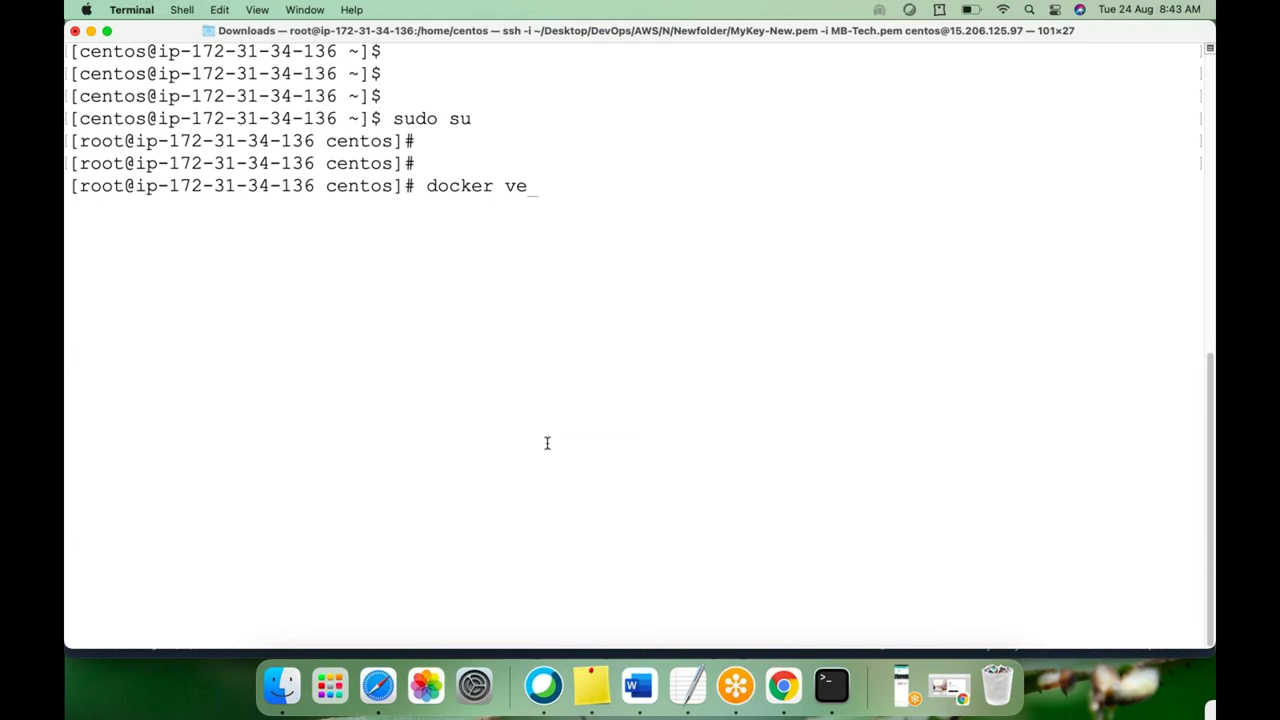 Terminal Shell Edit View Window Help Tue 24 Aug 8:43 AM
Downloads — root@ip-172-31-34-136:/home/centos — ssh -i ~/Desktop/DevOps/AWS/N/Newfolder/MyKey-New.pem -i MB-Tech.pem centos@15.206.125.97 — 101×27
[centos@ip-172-31-34-136 ~]$
[centos@ip-172-31-34-136 ~]$
[centos@ip-172-31-34-136 ~]$
[centos@ip-172-31-34-136 ~]$ sudo su
[root@ip-172-31-34-136 centos]#
[root@ip-172-31-34-136 centos]#
[root@ip-172-31-34-136 centos]# docker ve_